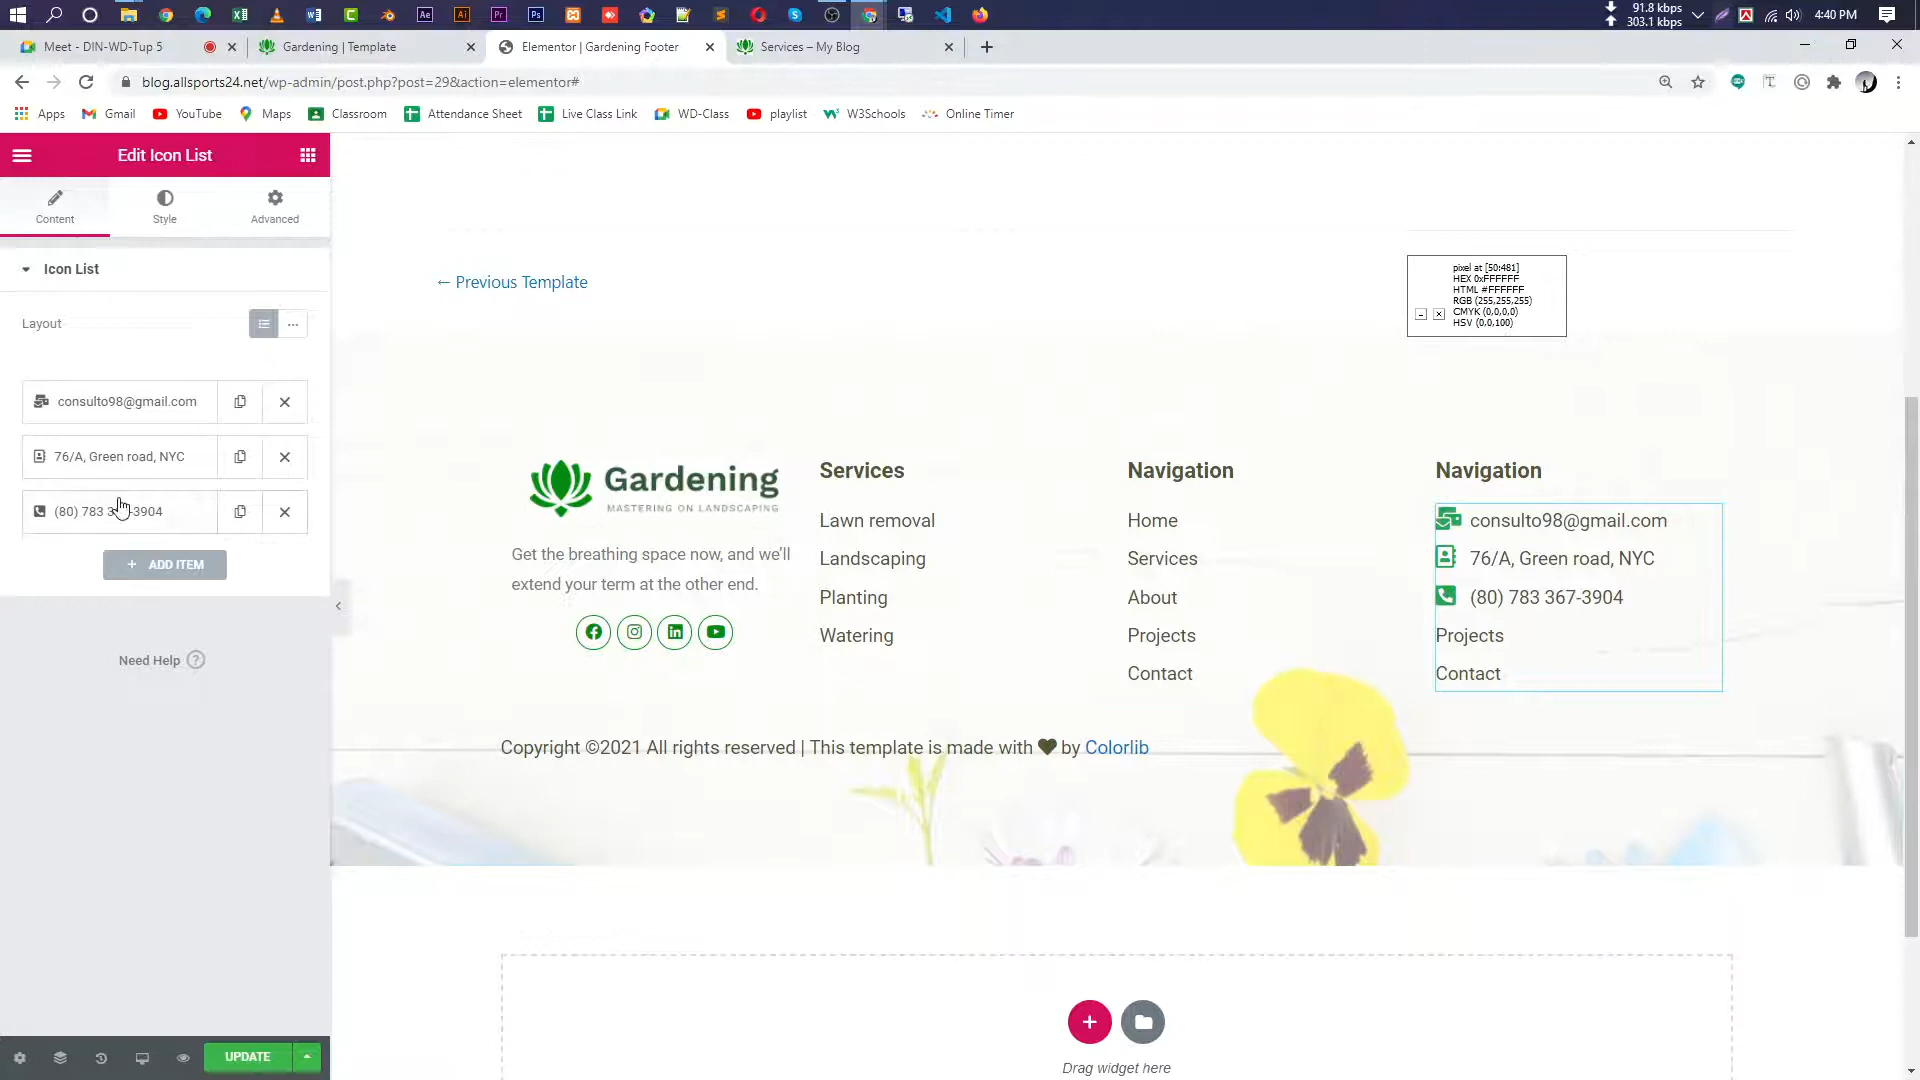 91.8 kbps
303.1 kbps
4:40 PM
Meet - DIN-WD-Tup 5
Gardening | Template
Elementor | Gardening Footer
Services – My Blog
blog.allsports24.net/wp-admin/post.php?post=29&action=elementor#
Apps
Gmail
YouTube
Maps
Classroom
Attendance Sheet
Live Class Link
WD-Class
playlist
W3Schools
Online Timer
Edit Icon List
Content
Style
Advanced
Icon List
Layout
consulto98@gmail.com
76/A, Green road, NYC
(80) 783 3 -3904
+ ADD ITEM
Need Help ?
UPDATE
← Previous Template
pixel at [50:481]
HEX 0xFFFFFF
HTML #FFFFFF
RGB (255,255,255)
CMYK (0,0,0,0)
HSV (0,0,100)
Gardening
MASTERING ON LANDSCAPING
Get the breathing space now, and we'll
extend your term at the other end.
Services
Lawn removal
Landscaping
Planting
Watering
Navigation
Home
Services
About
Projects
Contact
Navigation
consulto98@gmail.com
76/A, Green road, NYC
(80) 783 367-3904
Projects
Contact
Copyright ©2021 All rights reserved | This template is made with ♥ by Colorlib
Drag widget here